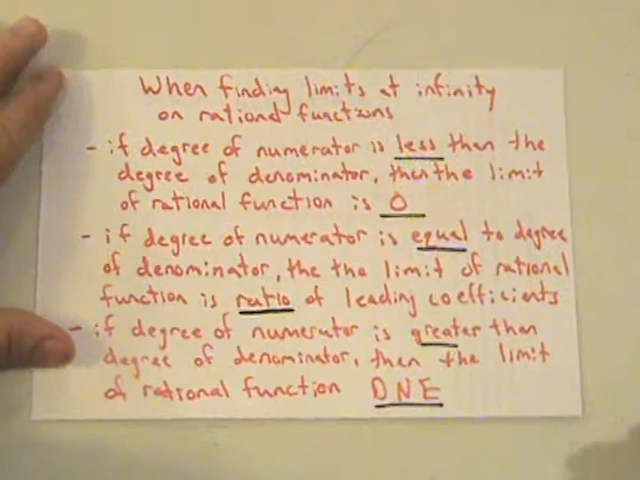 When finding limits at infinity
on rational functions
- if degree of numerator is less then the
degree of denominator, then the limit
of rational function is 0
- if degree of numerator is equal to degree
of denominator, the the limit of rational
function is ratio of leading coefficients
- if degree of numerator is greater than
degree of denominator, then the limit
of rational function DNE